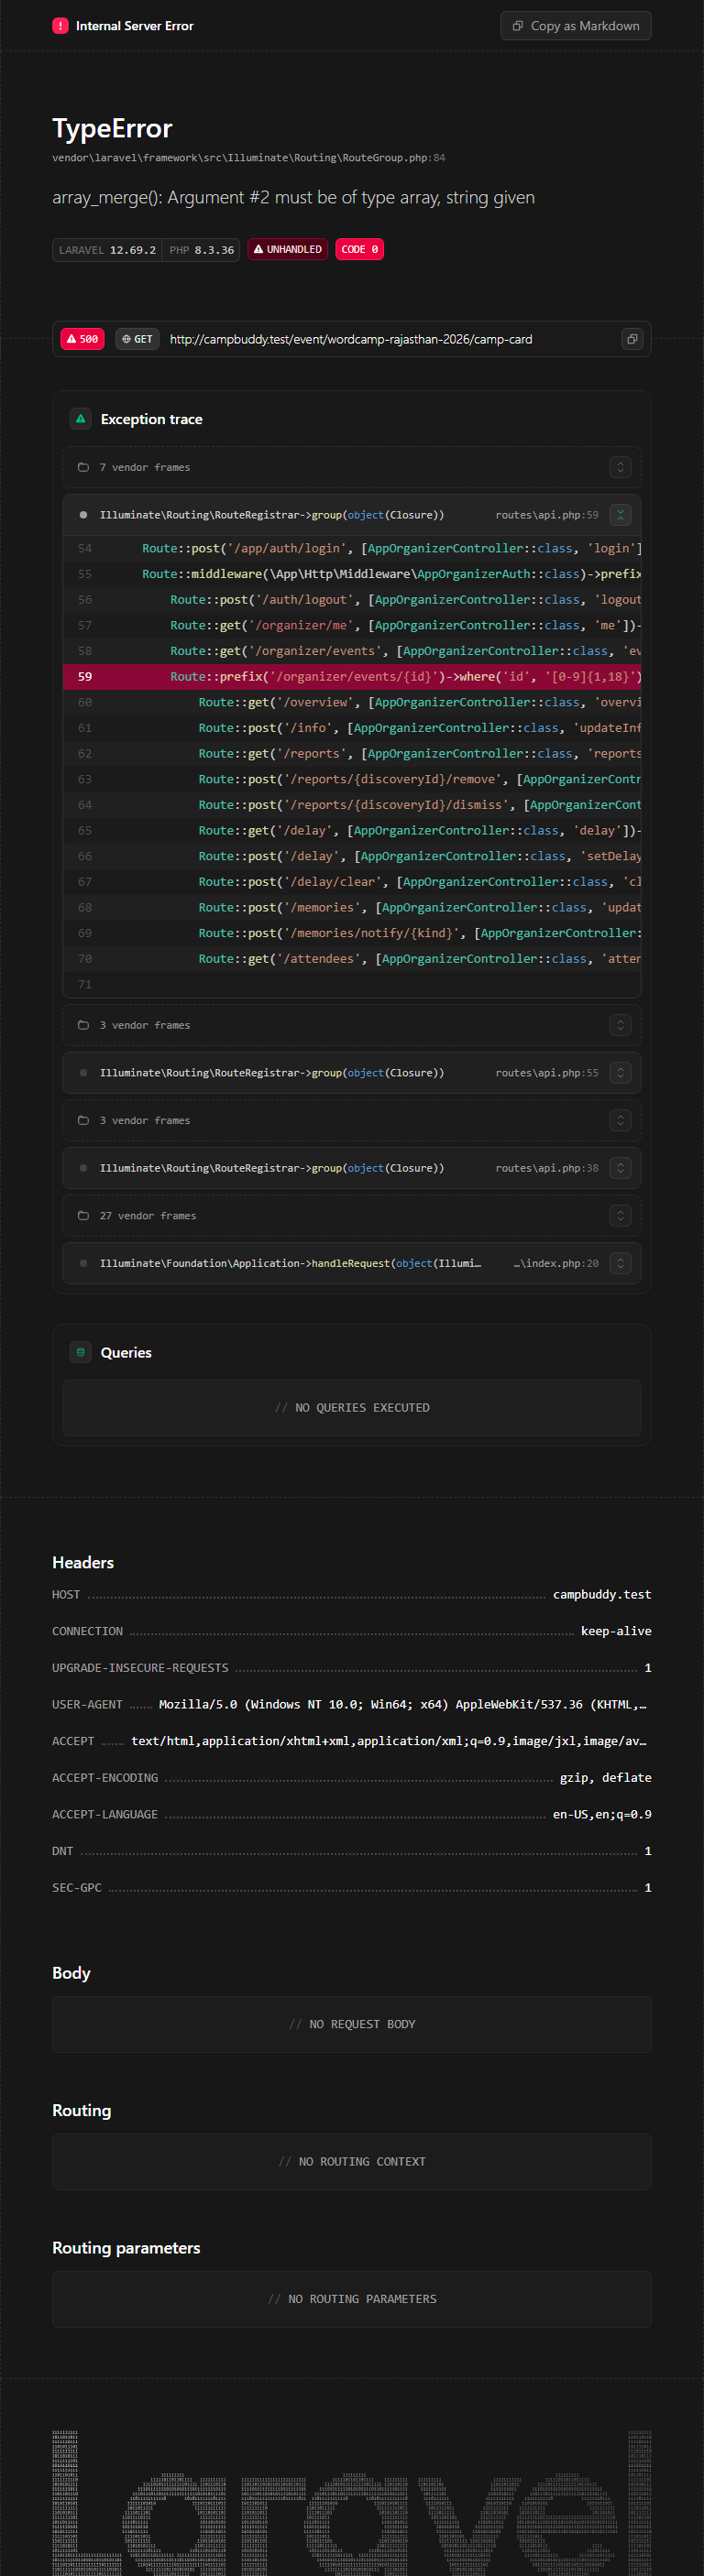 Internal Server Error
Copy as Markdown
TypeError
vendor\laravel\framework\src\Illuminate\Routing\RouteGroup.php:84
array_merge(): Argument #2 must be of type array, string given
LARAVEL 12.69.2 PHP 8.3.36 UNHANDLED CODE 0
500 GET http://campbuddy.test/event/wordcamp-rajasthan-2026/camp-card
Exception trace
7 vendor frames
Illuminate\Routing\RouteRegistrar->group(object(Closure)) routes\api.php:59
54 Route::post('/app/auth/login', [AppOrganizerController::class, 'login']
55 Route::middleware(\App\Http\Middleware\AppOrganizerAuth::class)->prefix
56 Route::post('/auth/logout', [AppOrganizerController::class, 'logout
57 Route::get('/organizer/me', [AppOrganizerController::class, 'me'])-
58 Route::get('/organizer/events', [AppOrganizerController::class, 'ev
59 Route::prefix('/organizer/events/{id}')->where('id', '[0-9]{1,18}')
60 Route::get('/overview', [AppOrganizerController::class, 'overvi
61 Route::post('/info', [AppOrganizerController::class, 'updateInf
62 Route::get('/reports', [AppOrganizerController::class, 'reports
63 Route::post('/reports/{discoveryId}/remove', [AppOrganizerContr
64 Route::post('/reports/{discoveryId}/dismiss', [AppOrganizerCont
65 Route::get('/delay', [AppOrganizerController::class, 'delay'])-
66 Route::post('/delay', [AppOrganizerController::class, 'setDelay
67 Route::post('/delay/clear', [AppOrganizerController::class, 'cl
68 Route::post('/memories', [AppOrganizerController::class, 'updat
69 Route::post('/memories/notify/{kind}', [AppOrganizerController:
70 Route::get('/attendees', [AppOrganizerController::class, 'atten
71
3 vendor frames
Illuminate\Routing\RouteRegistrar->group(object(Closure)) routes\api.php:55
3 vendor frames
Illuminate\Routing\RouteRegistrar->group(object(Closure)) routes\api.php:38
27 vendor frames
Illuminate\Foundation\Application->handleRequest(object(Illumi… …\index.php:20
Queries
// NO QUERIES EXECUTED
Headers
HOST campbuddy.test
CONNECTION keep-alive
UPGRADE-INSECURE-REQUESTS 1
USER-AGENT Mozilla/5.0 (Windows NT 10.0; Win64; x64) AppleWebKit/537.36 (KHTML,…
ACCEPT text/html,application/xhtml+xml,application/xml;q=0.9,image/jxl,image/av…
ACCEPT-ENCODING gzip, deflate
ACCEPT-LANGUAGE en-US,en;q=0.9
DNT 1
SEC-GPC 1
Body
// NO REQUEST BODY
Routing
// NO ROUTING CONTEXT
Routing parameters
// NO ROUTING PARAMETERS